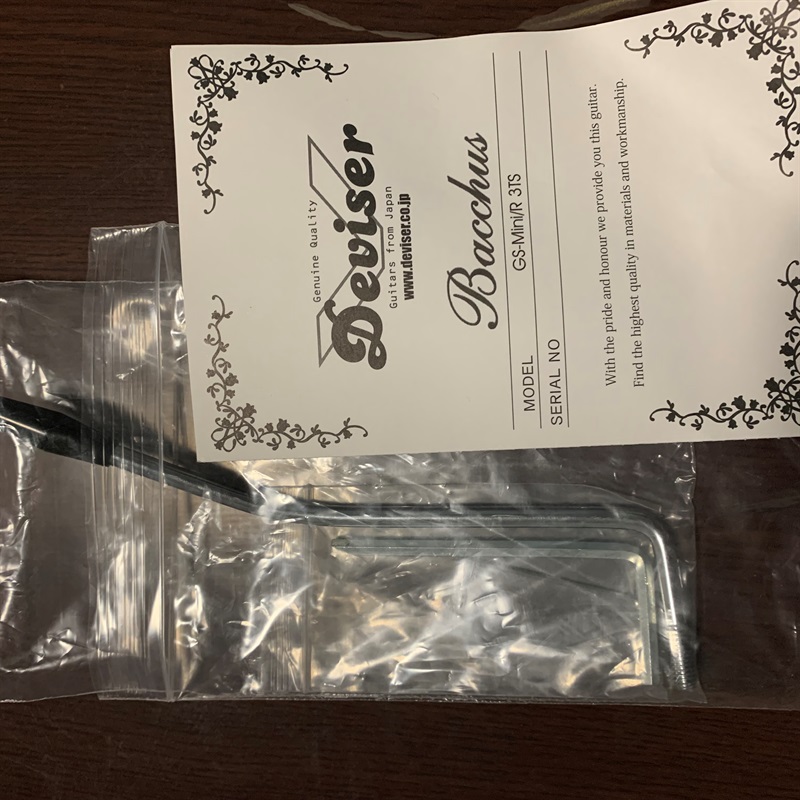 Genuine Quality
Deviser
Guitars from Japan
www.deviser.co.jp
Bacchus
MODEL GS-Mini/R 3TS
SERIAL NO
With the pride and honour we provide you this guitar.
Find the highest quality in materials and workmanship.